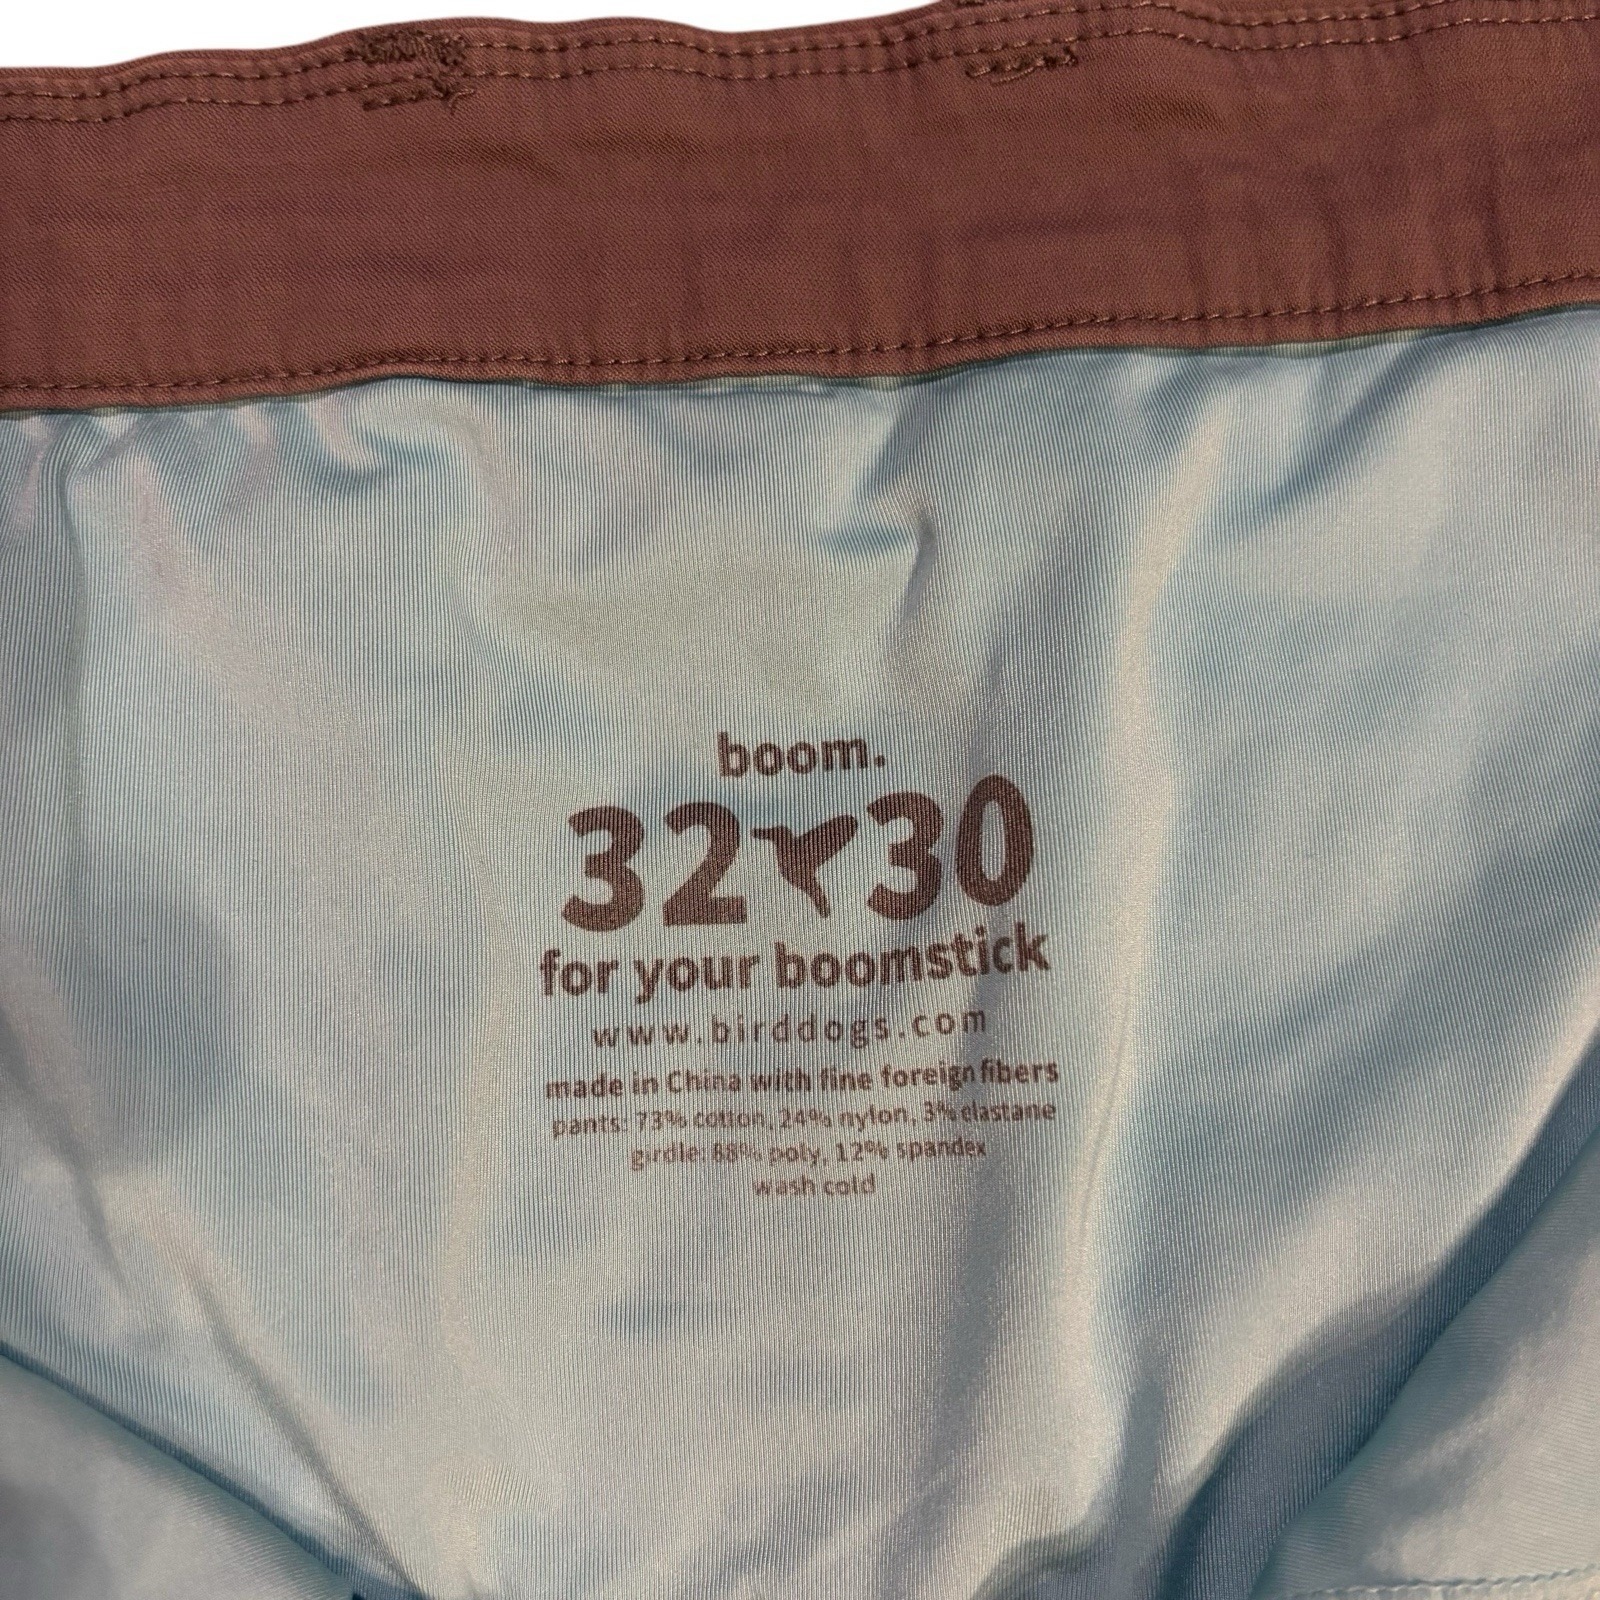 boom.
32 30
for your boomstick
www.birddogs.com
made in China with fine foreign fibers
pants: 73% cotton, 24% nylon, 3% elastane
girdle: 88% poly, 12% spandex
wash cold